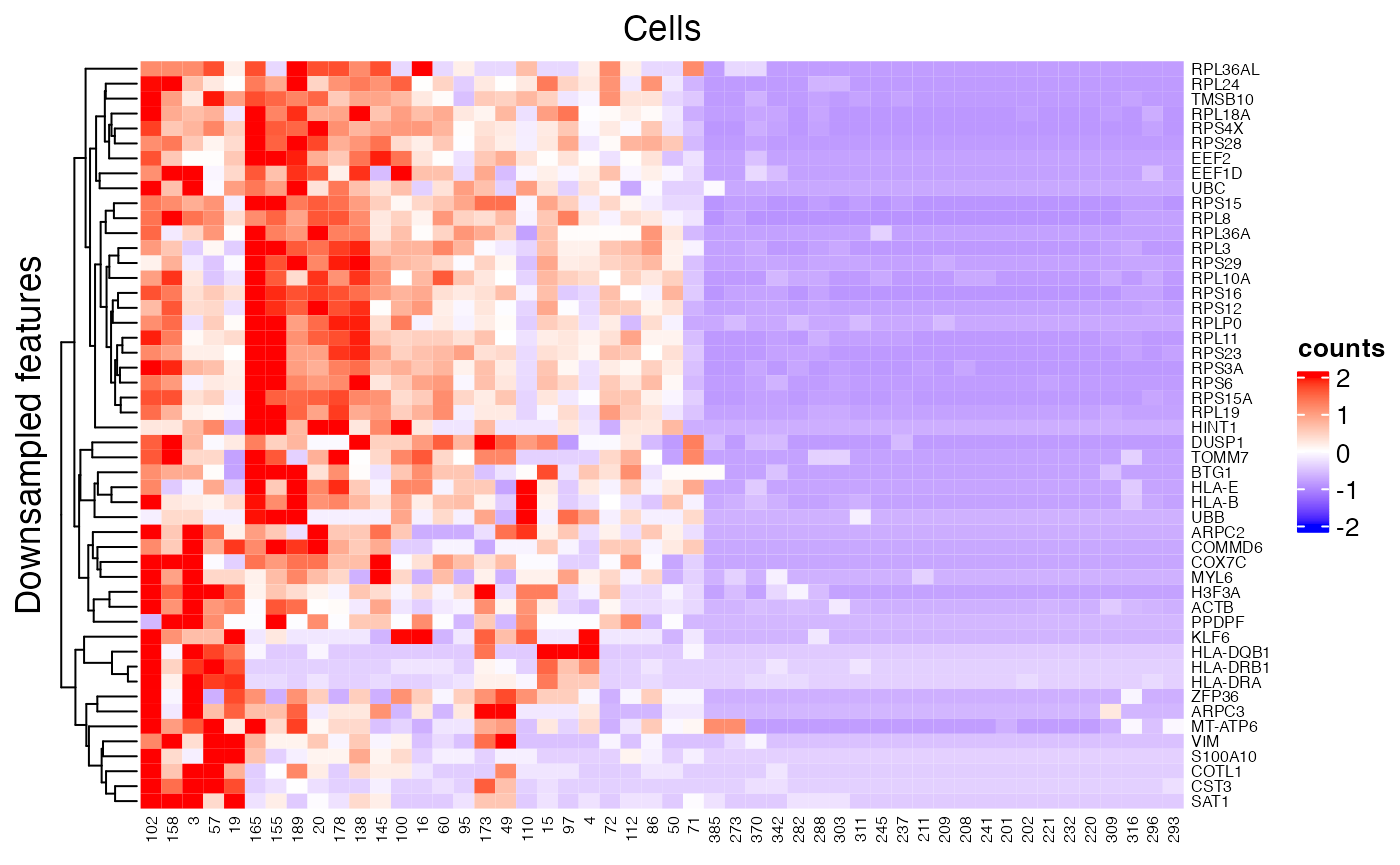 Cells
Downsampled features
RPL36AL
RPL24
TMSB10
RPL18A
RPS4X
RPS28
EEF2
EEF1D
UBC
RPS15
RPL8
RPL36A
RPL3
RPS29
RPL10A
RPS16
RPS12
RPLP0
RPL11
RPS23
RPS3A
RPS6
RPS15A
RPL19
HINT1
DUSP1
TOMM7
BTG1
HLA-E
HLA-B
UBB
ARPC2
COMMD6
COX7C
MYL6
H3F3A
ACTB
PPDPF
KLF6
HLA-DQB1
HLA-DRB1
HLA-DRA
ZFP36
ARPC3
MT-ATP6
VIM
S100A10
COTL1
CST3
SAT1
counts
2
1
0
-1
-2
102 158 3 57 19 165 155 189 20 178 138 145 100 16 60 95 173 49 110 15 97 4 72 112 86 50 71 385 273 370 342 282 288 303 311 245 237 211 209 208 241 201 202 221 232 220 309 316 296 293